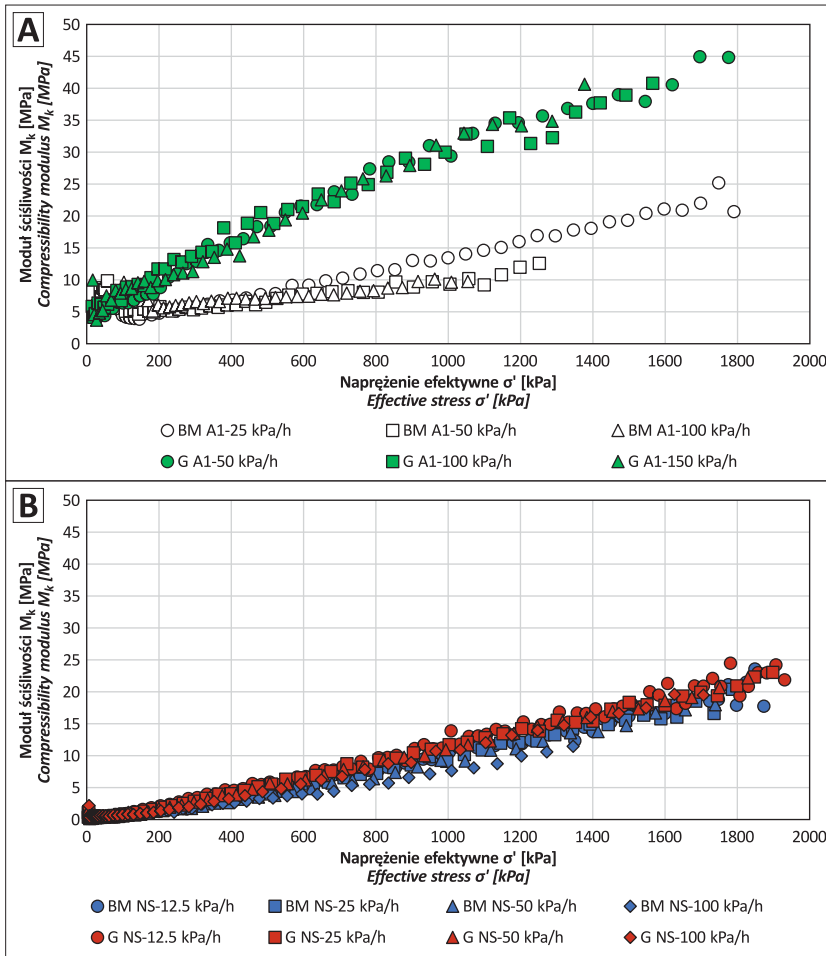 A
50
45
40
35
30
25
20
15
10
5
0
Moduł ściśliwości Mk [MPa]
Compressibility modulus Mk [MPa]
0 200 400 600 800 1000 1200 1400 1600 1800 2000
Naprężenie efektywne σ' [kPa]
Effective stress σ' [kPa]
BM A1-25 kPa/h BM A1-50 kPa/h BM A1-100 kPa/h
G A1-50 kPa/h G A1-100 kPa/h G A1-150 kPa/h
B
50
45
40
35
30
25
20
15
10
5
0
Moduł ściśliwości Mk [MPa]
Compressibility modulus Mk [MPa]
0 200 400 600 800 1000 1200 1400 1600 1800 2000
Naprężenie efektywne σ' [kPa]
Effective stress σ' [kPa]
BM NS-12.5 kPa/h BM NS-25 kPa/h BM NS-50 kPa/h BM NS-100 kPa/h
G NS-12.5 kPa/h G NS-25 kPa/h G NS-50 kPa/h G NS-100 kPa/h